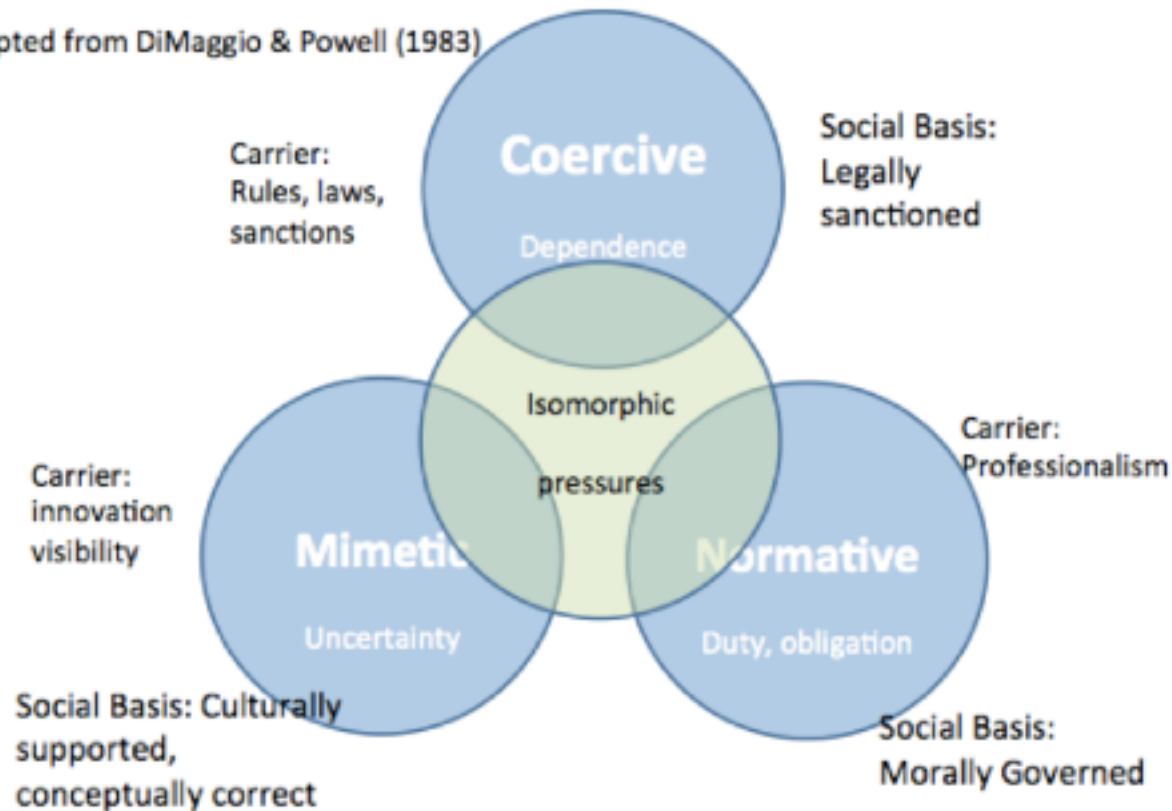 pted from DiMaggio & Powell (1983)
Carrier:
Rules, laws,
sanctions
Coercive
Dependence
Social Basis:
Legally
sanctioned
Isomorphic
pressures
Carrier:
innovation
visibility
Mimetic
Uncertainty
Social Basis: Culturally
supported,
conceptually correct
Carrier:
Professionalism
Normative
Duty, obligation
Social Basis:
Morally Governed